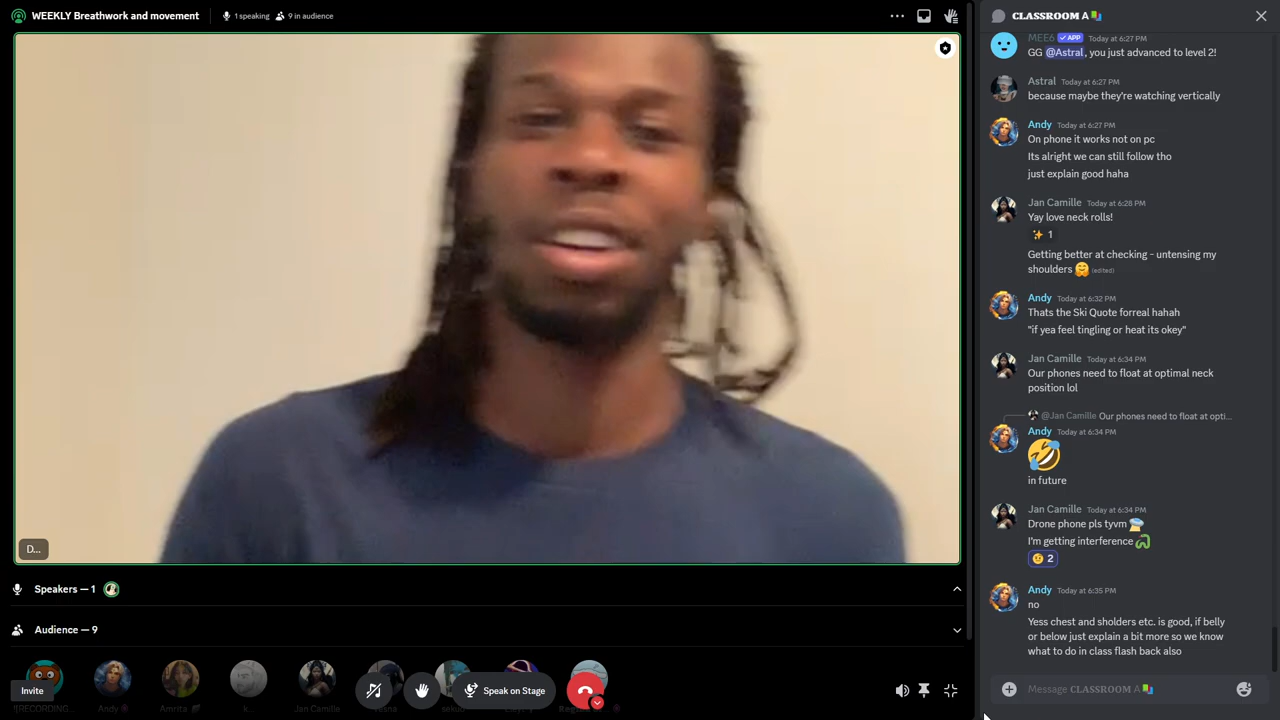 WEEKLY Breathwork and movement
1 speaking
9 in audience
D...
Speakers — 1
Audience — 9
Invite
Andy
Amrita
k...
Jan Camille
Speak on Stage
CLASSROOM A
MEE6 ✓ APP Today at 6:27 PM
GG @Astral, you just advanced to level 2!
Astral Today at 6:27 PM
because maybe they're watching vertically
Andy Today at 6:27 PM
On phone it works not on pc
Its alright we can still follow tho
just explain good haha
Jan Camille Today at 6:28 PM
Yay love neck rolls!
✨ 1
Getting better at checking - untensing my
shoulders 🤗 (edited)
Andy Today at 6:32 PM
Thats the Ski Quote forreal hahah
"if yea feel tingling or heat its okey"
Jan Camille Today at 6:34 PM
Our phones need to float at optimal neck
position lol
@Jan Camille Our phones need to float at opti...
Andy Today at 6:34 PM
🤣
in future
Jan Camille Today at 6:34 PM
Drone phone pls tyvm
I'm getting interference
2
Andy Today at 6:35 PM
no
Yess chest and sholders etc. is good, if belly
or below just explain a bit more so we know
what to do in class flash back also
Message CLASSROOM A